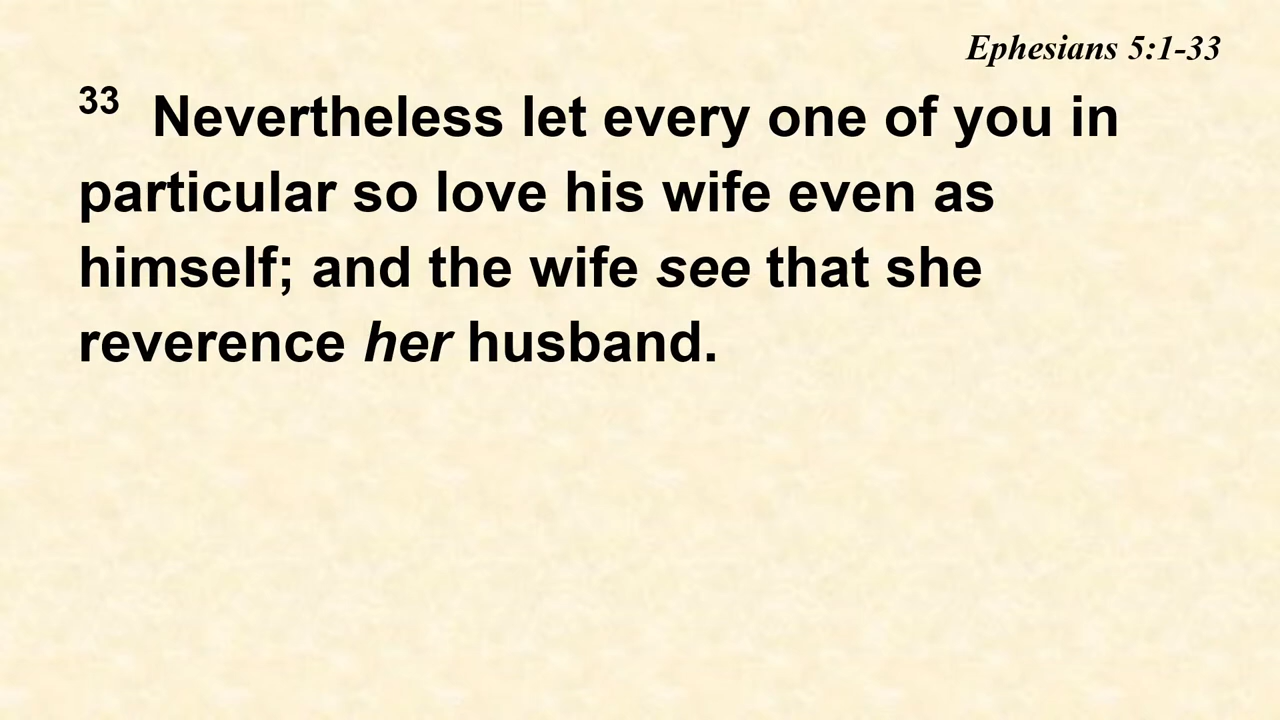 Ephesians 5:1-33
33 Nevertheless let every one of you in
particular so love his wife even as
himself; and the wife see that she
reverence her husband.